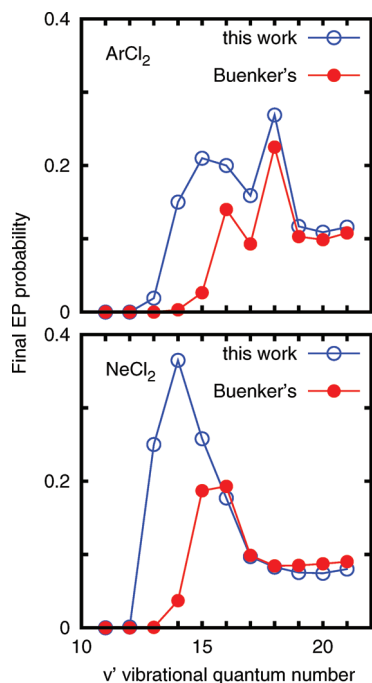 0.4
this work
ArCl2
Buenker's
0.2
0
Final EP probability
0.4
this work
NeCl2
Buenker's
0.2
0
10 15 20
v' vibrational quantum number